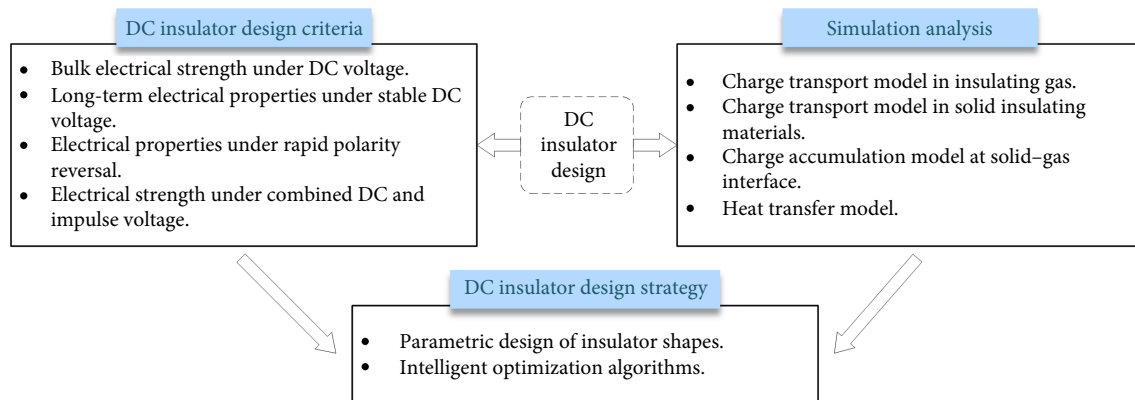 DC insulator design criteria
• Bulk electrical strength under DC voltage.
• Long-term electrical properties under stable DC
voltage.
• Electrical properties under rapid polarity
reversal.
• Electrical strength under combined DC and
impulse voltage.
DC
insulator
design
Simulation analysis
• Charge transport model in insulating gas.
• Charge transport model in solid insulating
materials.
• Charge accumulation model at solid–gas
interface.
• Heat transfer model.
DC insulator design strategy
• Parametric design of insulator shapes.
• Intelligent optimization algorithms.